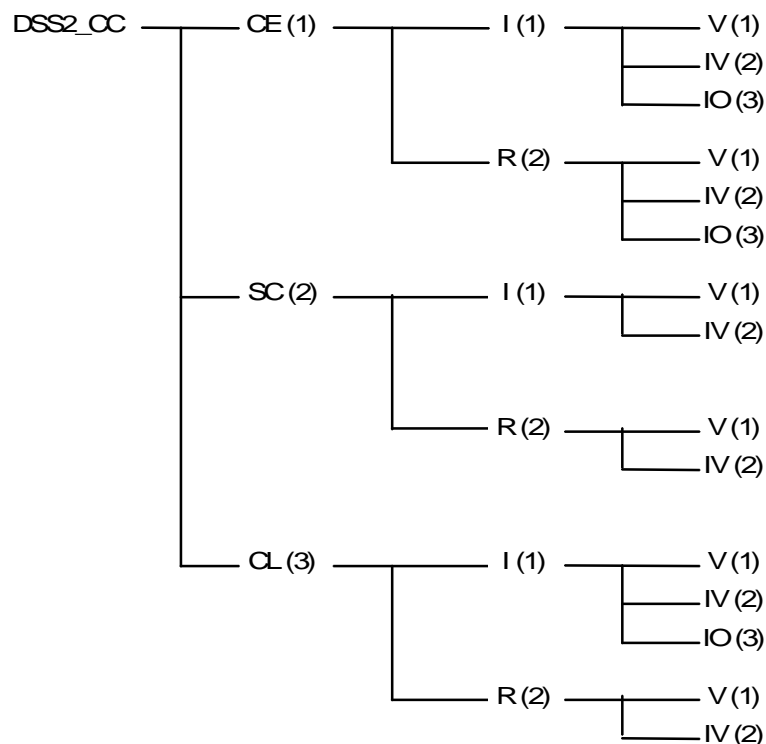 DSS2_CC CE(1) I(1) V(1)
IV(2)
IO(3)
R(2) V(1)
IV(2)
IO(3)
SC(2) I(1) V(1)
IV(2)
R(2) V(1)
IV(2)
CL(3) I(1) V(1)
IV(2)
IO(3)
R(2) V(1)
IV(2)